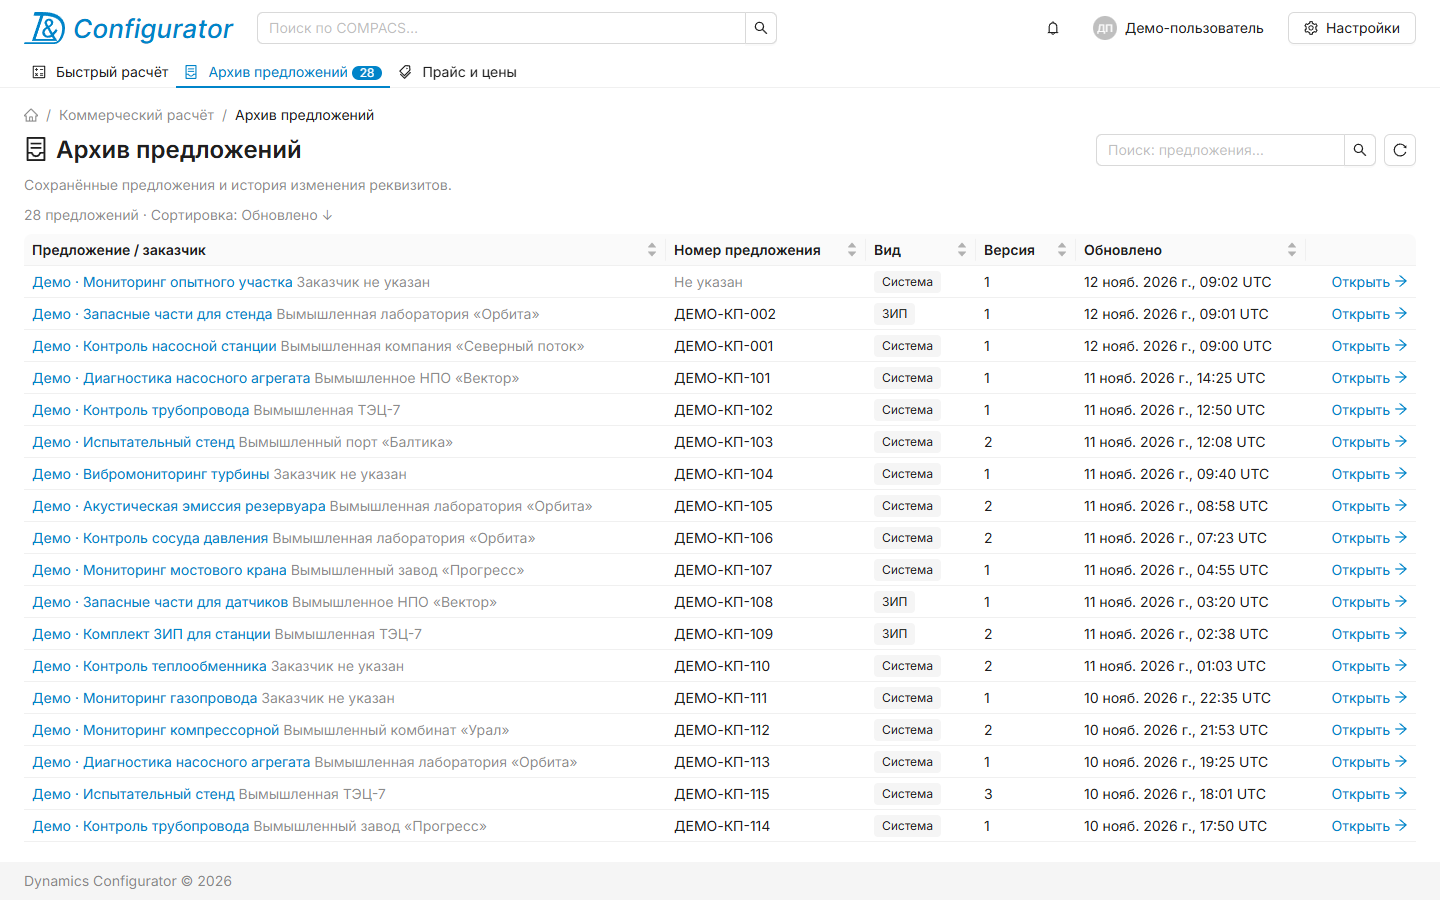 D& Configurator Поиск по COMPACS... ДП Демо-пользователь Настройки
Быстрый расчёт Архив предложений 28 Прайс и цены
/ Коммерческий расчёт / Архив предложений
Архив предложений Поиск: предложения...
Сохранённые предложения и история изменения реквизитов.
28 предложений · Сортировка: Обновлено ↓
Предложение / заказчик Номер предложения Вид Версия Обновлено
Демо · Мониторинг опытного участка Заказчик не указан Не указан Система 1 12 нояб. 2026 г., 09:02 UTC Открыть →
Демо · Запасные части для стенда Вымышленная лаборатория «Орбита» ДЕМО-КП-002 ЗИП 1 12 нояб. 2026 г., 09:01 UTC Открыть →
Демо · Контроль насосной станции Вымышленная компания «Северный поток» ДЕМО-КП-001 Система 1 12 нояб. 2026 г., 09:00 UTC Открыть →
Демо · Диагностика насосного агрегата Вымышленное НПО «Вектор» ДЕМО-КП-101 Система 1 11 нояб. 2026 г., 14:25 UTC Открыть →
Демо · Контроль трубопровода Вымышленная ТЭЦ-7 ДЕМО-КП-102 Система 1 11 нояб. 2026 г., 12:50 UTC Открыть →
Демо · Испытательный стенд Вымышленный порт «Балтика» ДЕМО-КП-103 Система 2 11 нояб. 2026 г., 12:08 UTC Открыть →
Демо · Вибромониторинг турбины Заказчик не указан ДЕМО-КП-104 Система 1 11 нояб. 2026 г., 09:40 UTC Открыть →
Демо · Акустическая эмиссия резервуара Вымышленная лаборатория «Орбита» ДЕМО-КП-105 Система 2 11 нояб. 2026 г., 08:58 UTC Открыть →
Демо · Контроль сосуда давления Вымышленная лаборатория «Орбита» ДЕМО-КП-106 Система 2 11 нояб. 2026 г., 07:23 UTC Открыть →
Демо · Мониторинг мостового крана Вымышленный завод «Прогресс» ДЕМО-КП-107 Система 1 11 нояб. 2026 г., 04:55 UTC Открыть →
Демо · Запасные части для датчиков Вымышленное НПО «Вектор» ДЕМО-КП-108 ЗИП 1 11 нояб. 2026 г., 03:20 UTC Открыть →
Демо · Комплект ЗИП для станции Вымышленная ТЭЦ-7 ДЕМО-КП-109 ЗИП 2 11 нояб. 2026 г., 02:38 UTC Открыть →
Демо · Контроль теплообменника Заказчик не указан ДЕМО-КП-110 Система 2 11 нояб. 2026 г., 01:03 UTC Открыть →
Демо · Мониторинг газопровода Заказчик не указан ДЕМО-КП-111 Система 1 10 нояб. 2026 г., 22:35 UTC Открыть →
Демо · Мониторинг компрессорной Вымышленный комбинат «Урал» ДЕМО-КП-112 Система 2 10 нояб. 2026 г., 21:53 UTC Открыть →
Демо · Диагностика насосного агрегата Вымышленная лаборатория «Орбита» ДЕМО-КП-113 Система 1 10 нояб. 2026 г., 19:25 UTC Открыть →
Демо · Испытательный стенд Вымышленная ТЭЦ-7 ДЕМО-КП-115 Система 3 10 нояб. 2026 г., 18:01 UTC Открыть →
Демо · Контроль трубопровода Вымышленный завод «Прогресс» ДЕМО-КП-114 Система 1 10 нояб. 2026 г., 17:50 UTC Открыть →
Dynamics Configurator © 2026